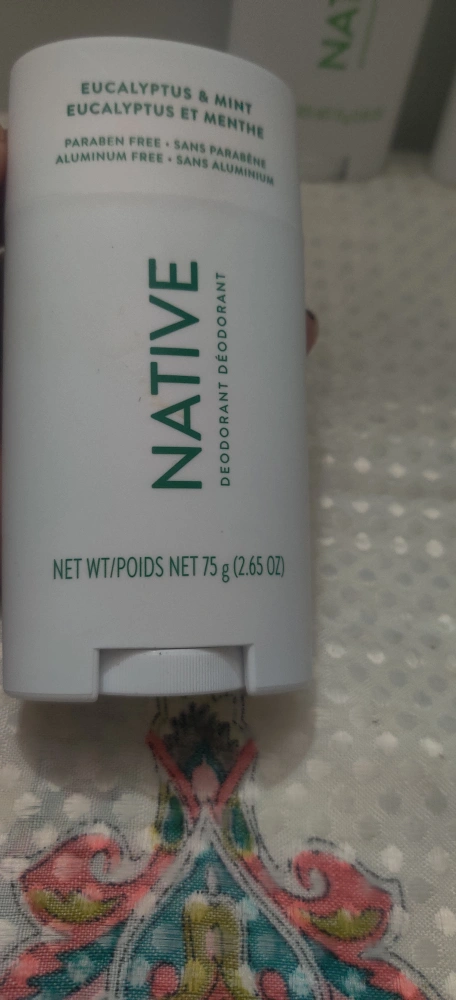 EUCALYPTUS & MINT
EUCALYPTUS ET MENTHE
PARABEN FREE • SANS PARABÈNE
ALUMINUM FREE • SANS ALUMINIUM
NATIVE
DEODORANT DÉODORANT
NET WT/POIDS NET 75 g (2.65 OZ)
NAT